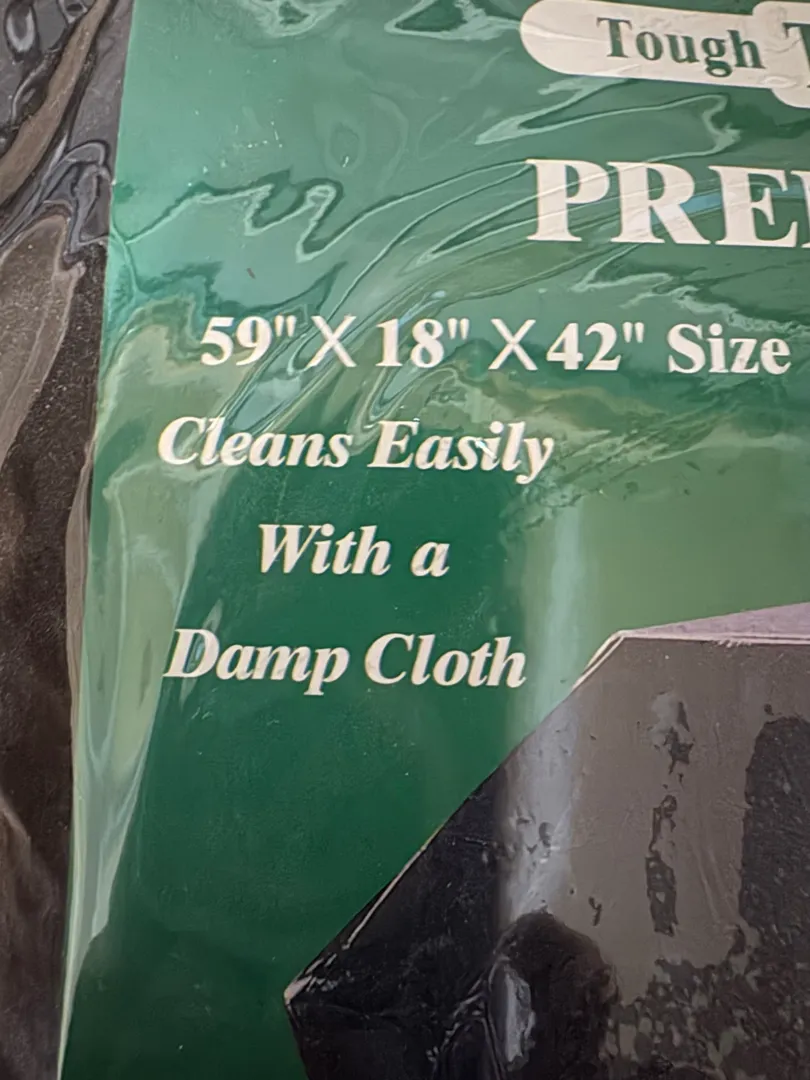 Tough
59" X 18" X 42" Size
Cleans Easily
With a
Damp Cloth